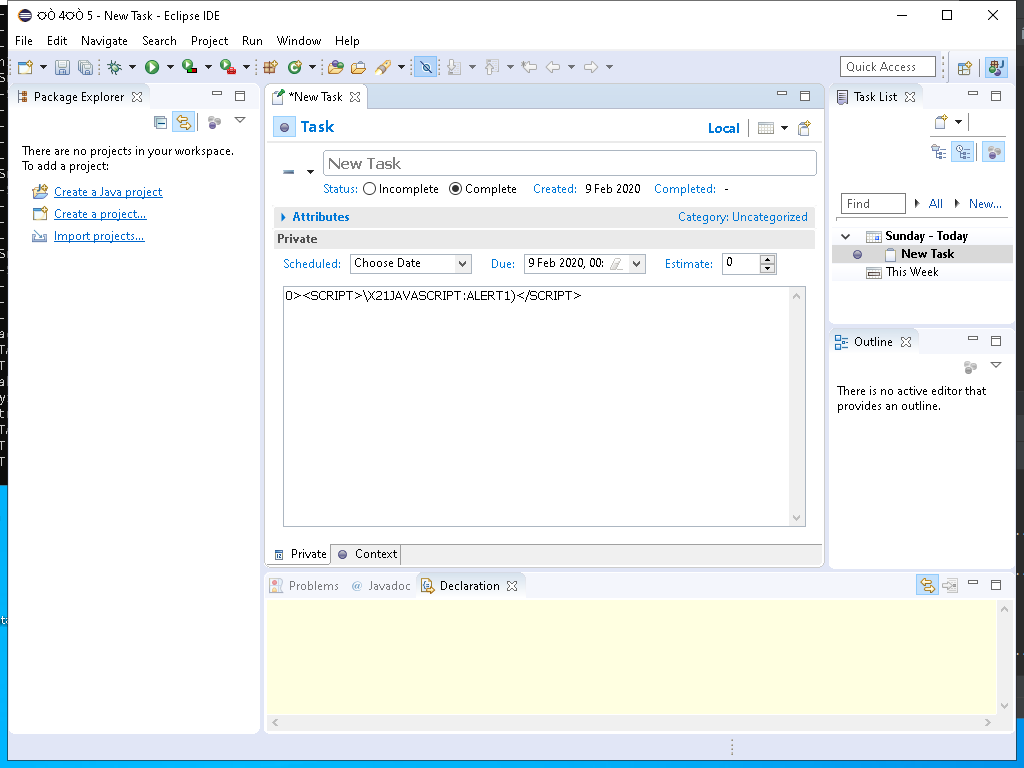 ѺÒ 4ѺÒ 5 - New Task - Eclipse IDE
File Edit Navigate Search Project Run Window Help
Quick Access
Package Explorer
There are no projects in your workspace.
To add a project:
Create a Java project
Create a project...
Import projects...
*New Task
Task
Local
New Task
Status: Incomplete Complete Created: 9 Feb 2020 Completed: -
Attributes Category: Uncategorized
Private
Scheduled: Choose Date Due: 9 Feb 2020, 00: Estimate: 0
0><SCRIPT>\X21JAVASCRIPT:ALERT1)</SCRIPT>
Private Context
Problems @ Javadoc Declaration
Task List
Find All New...
Sunday - Today
New Task
This Week
Outline
There is no active editor that
provides an outline.